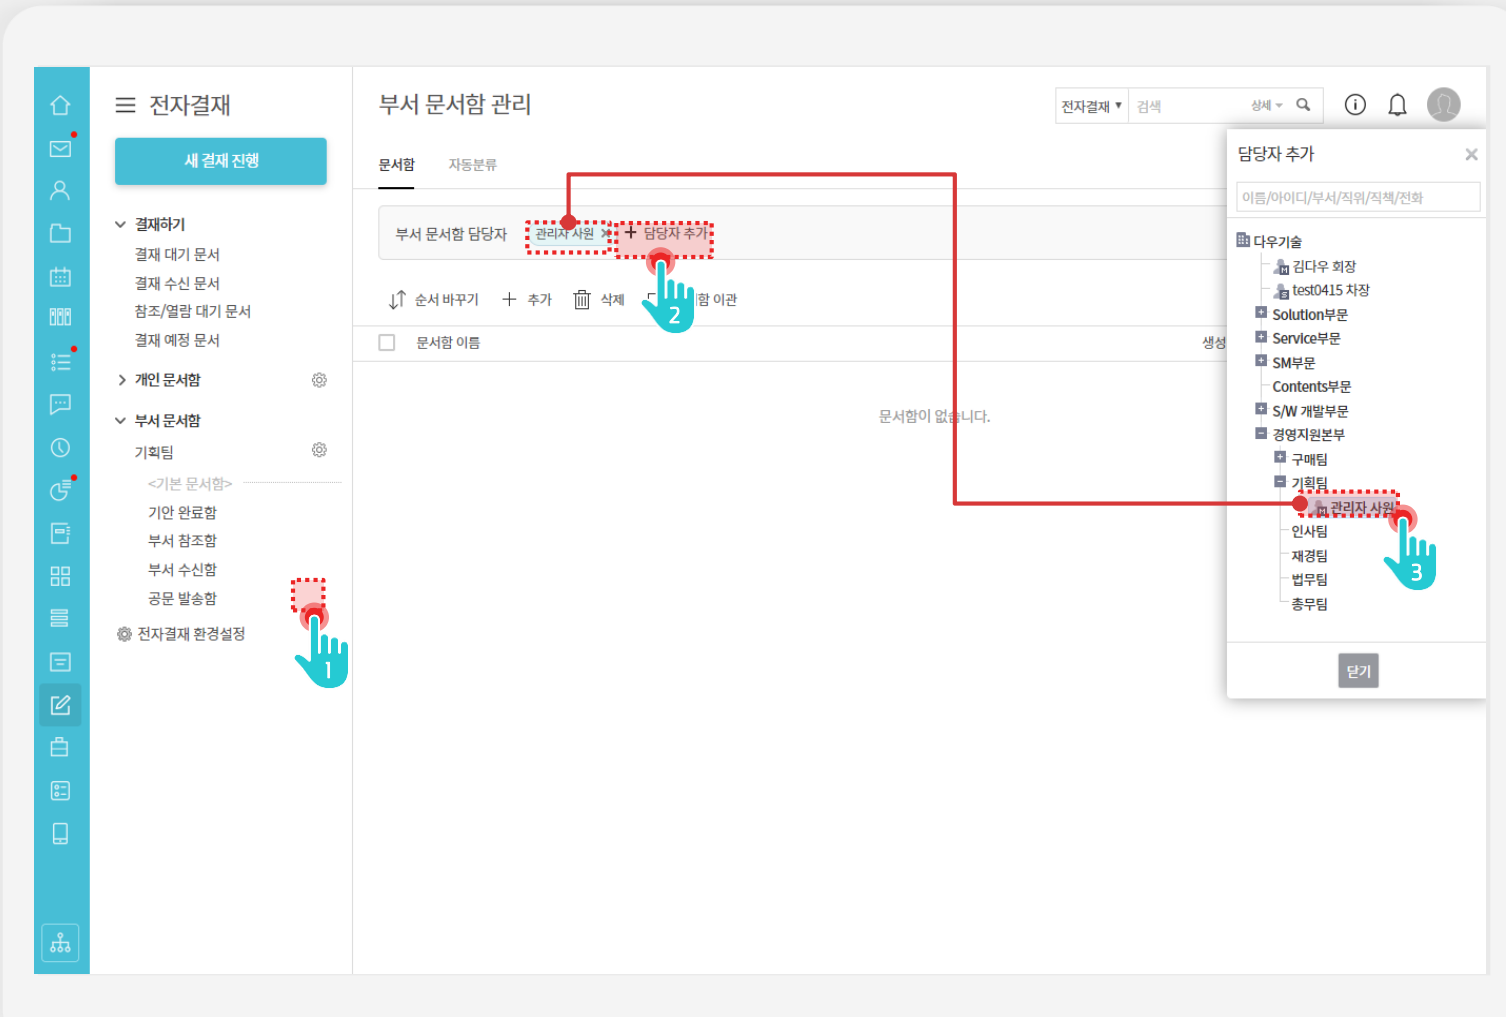 전자결재
새 결재 진행
결재하기
결재 대기 문서
결재 수신 문서
참조/열람 대기 문서
결재 예정 문서
개인 문서함
부서 문서함
기획팀
<기본 문서함>
기안 완료함
부서 참조함
부서 수신함
공문 발송함
전자결재 환경설정
1
부서 문서함 관리
전자결재 ▼ 검색 상세
문서함 자동분류
부서 문서함 담당자 관리자 사원 × + 담당자 추가
2
순서 바꾸기 + 추가 삭제 함 이관
문서함 이름 생성
문서함이 없습니다.
담당자 추가 ×
이름/아이디/부서/직위/직책/전화
다우기술
김다우 회장
test0415 차장
Solution부문
Service부문
SM부문
Contents부문
S/W 개발부문
경영지원본부
구매팀
기획팀
관리자 사원
3
인사팀
재경팀
법무팀
총무팀
닫기